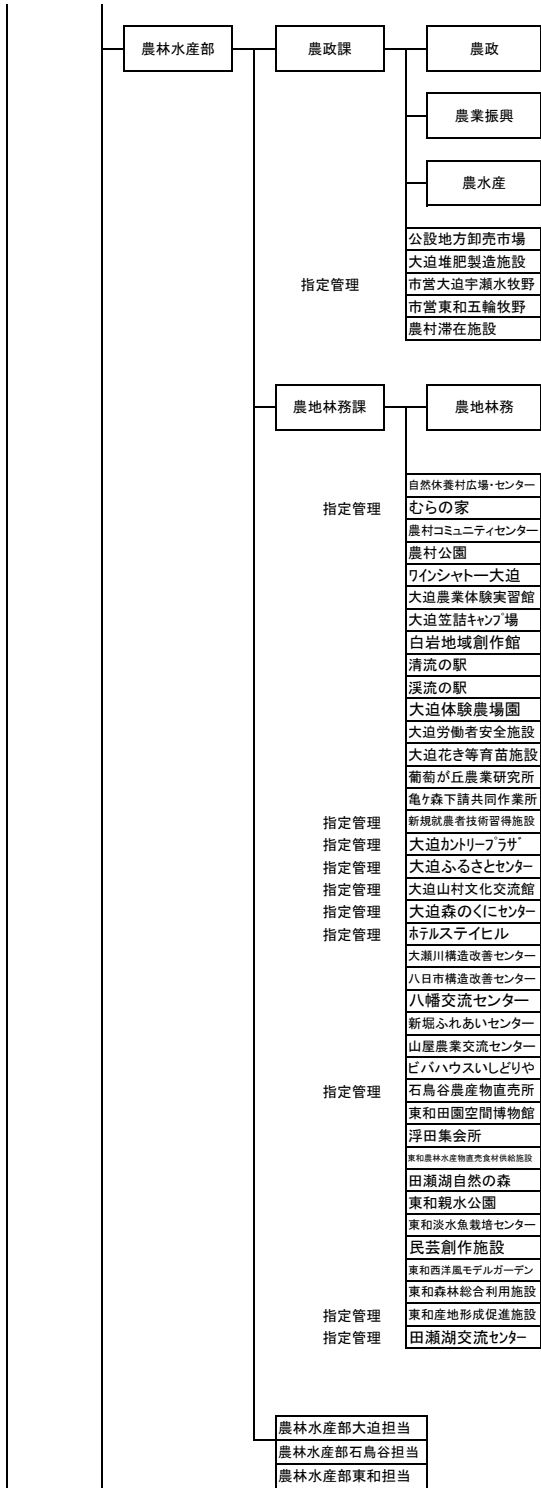 農林水産部 農政課 農政
農業振興
農水産
公設地方卸売市場
大迫堆肥製造施設
指定管理 市営大迫宇瀬水牧野
市営東和五輪牧野
農村滞在施設
農地林務課 農地林務
自然休養村広場・センター
指定管理 むらの家
農村コミュニティセンター
農村公園
ワインシャトー大迫
大迫農業体験実習館
大迫笠詰キャンプ場
白岩地域創作館
清流の駅
渓流の駅
大迫体験農場園
大迫労働者安全施設
大迫花き等育苗施設
葡萄が丘農業研究所
亀ケ森下請共同作業所
指定管理 新規就農者技術習得施設
指定管理 大迫カントリープラザ
指定管理 大迫ふるさとセンター
指定管理 大迫山村文化交流館
指定管理 大迫森のくにセンター
指定管理 ホテルステイヒル
大瀬川構造改善センター
八日市構造改善センター
八幡交流センター
新堀ふれあいセンター
山屋農業交流センター
ビバハウスいしどりや
指定管理 石鳥谷農産物直売所
東和田園空間博物館
浮田集会所
東和農林水産物直売食材供給施設
田瀬湖自然の森
東和親水公園
東和淡水魚栽培センター
民芸創作施設
東和西洋風モデルガーデン
東和森林総合利用施設
指定管理 東和産地形成促進施設
指定管理 田瀬湖交流センター
農林水産部大迫担当
農林水産部石鳥谷担当
農林水産部東和担当